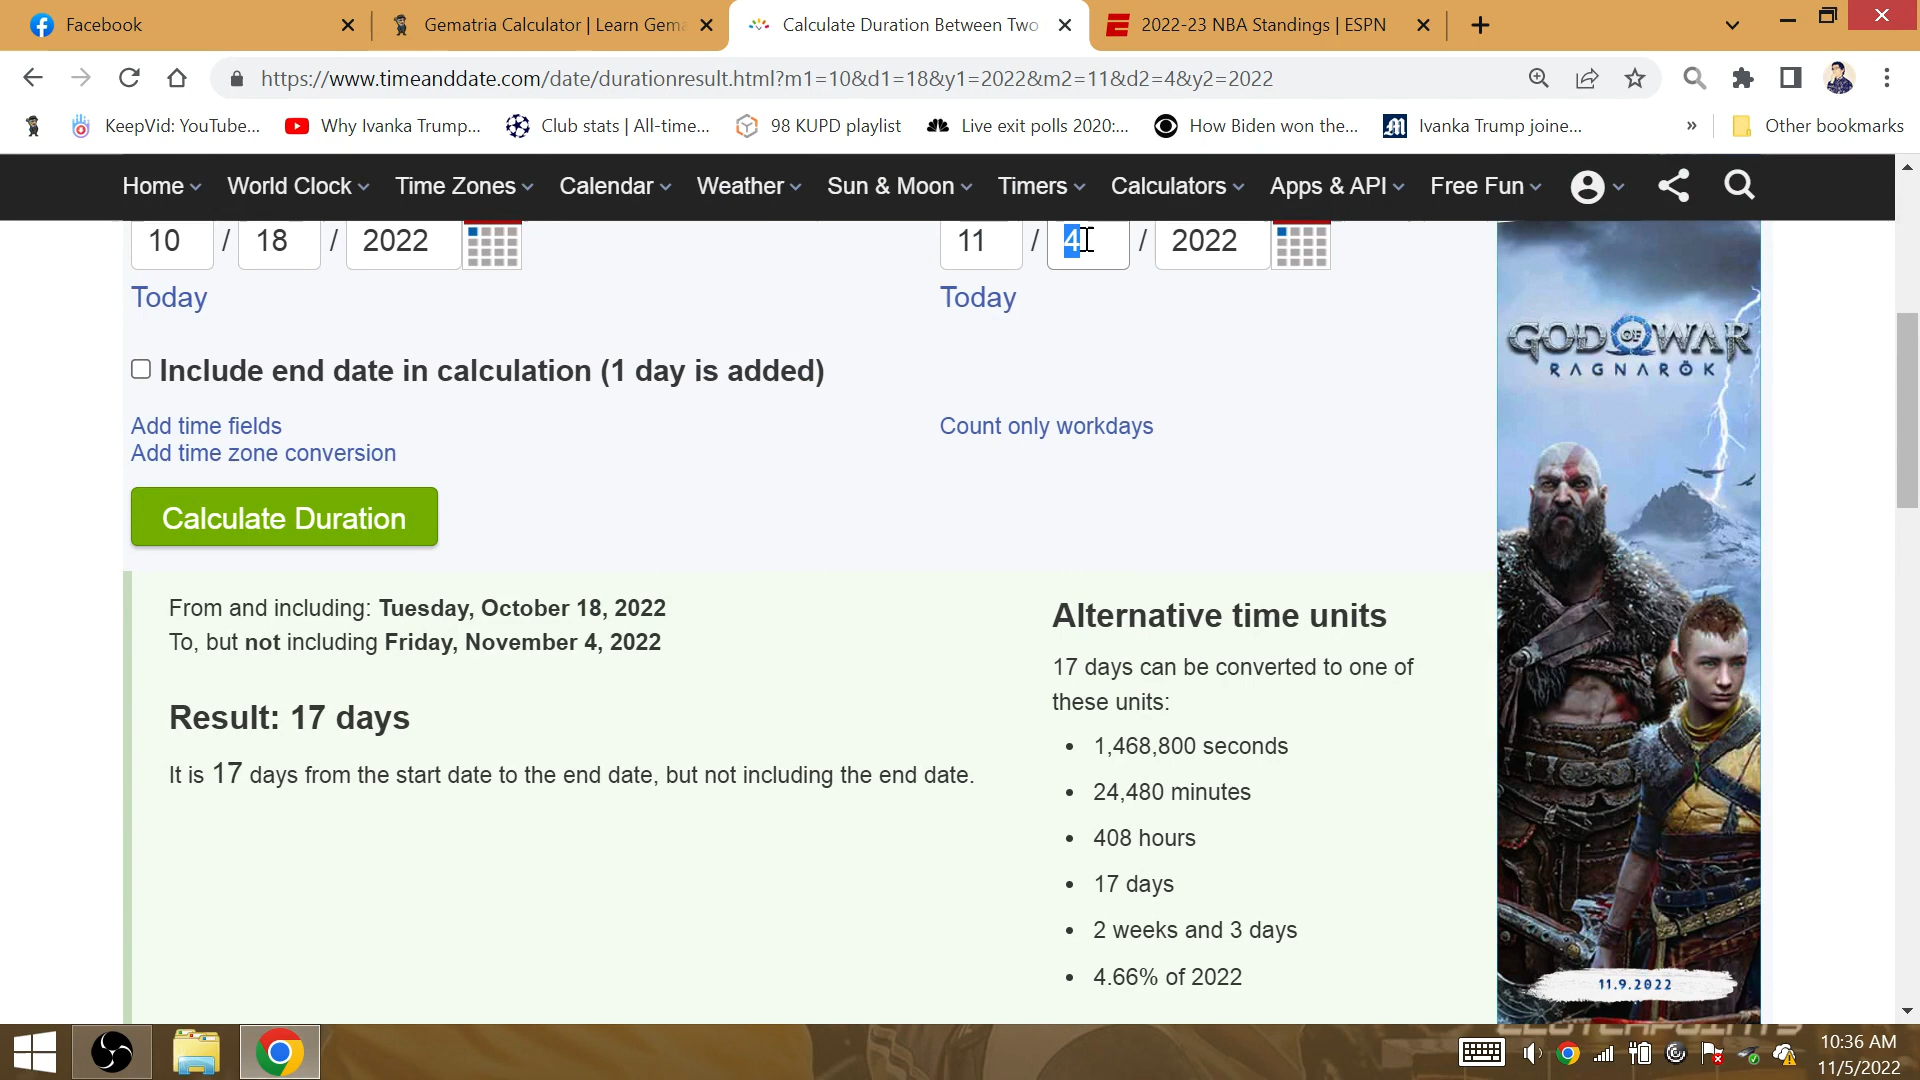 Facebook
Gematria Calculator | Learn Gema
Calculate Duration Between Two
2022-23 NBA Standings | ESPN
https://www.timeanddate.com/date/durationresult.html?m1=10&d1=18&y1=2022&m2=11&d2=4&y2=2022
KeepVid: YouTube...
Why Ivanka Trump...
Club stats | All-time...
98 KUPD playlist
Live exit polls 2020:...
How Biden won the...
Ivanka Trump joine...
»
Other bookmarks
Home
World Clock
Time Zones
Calendar
Weather
Sun & Moon
Timers
Calculators
Apps & API
Free Fun
10 / 18 / 2022
11 / 4 / 2022
Today
Today
Include end date in calculation (1 day is added)
Add time fields
Count only workdays
Add time zone conversion
Calculate Duration
From and including: Tuesday, October 18, 2022
To, but not including Friday, November 4, 2022
Result: 17 days
It is 17 days from the start date to the end date, but not including the end date.
Alternative time units
17 days can be converted to one of
these units:
• 1,468,800 seconds
• 24,480 minutes
• 408 hours
• 17 days
• 2 weeks and 3 days
• 4.66% of 2022
GOD OF WAR
RAGNARÖK
11.9.2022
CLUTCHPOINTS
10:36 AM
11/5/2022